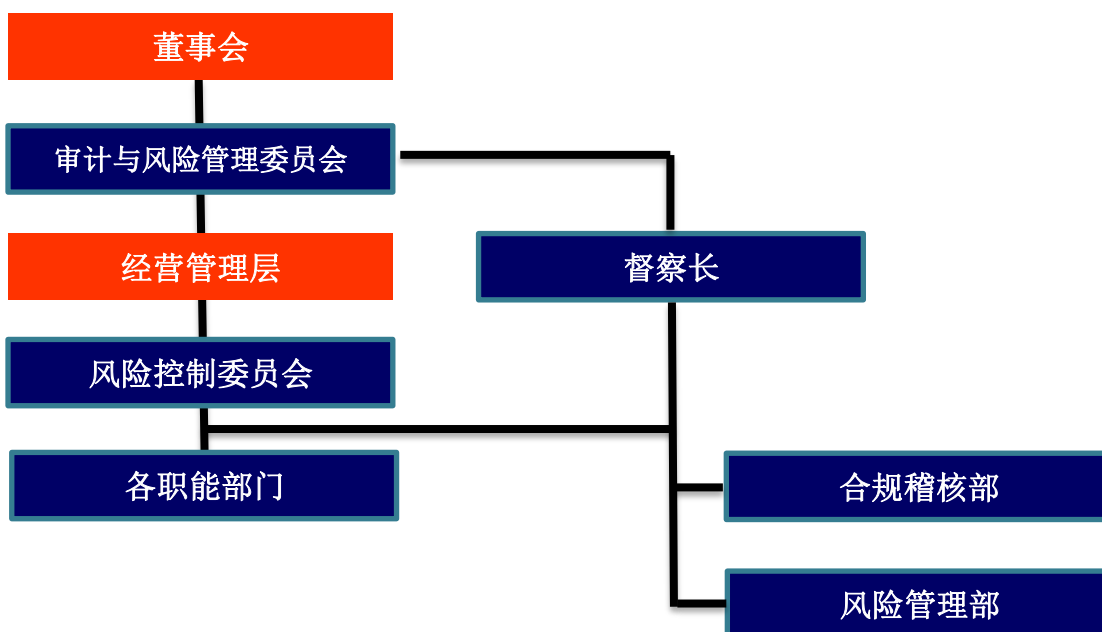 董事会
审计与风险管理委员会
经营管理层
督察长
风险控制委员会
各职能部门
合规稽核部
风险管理部